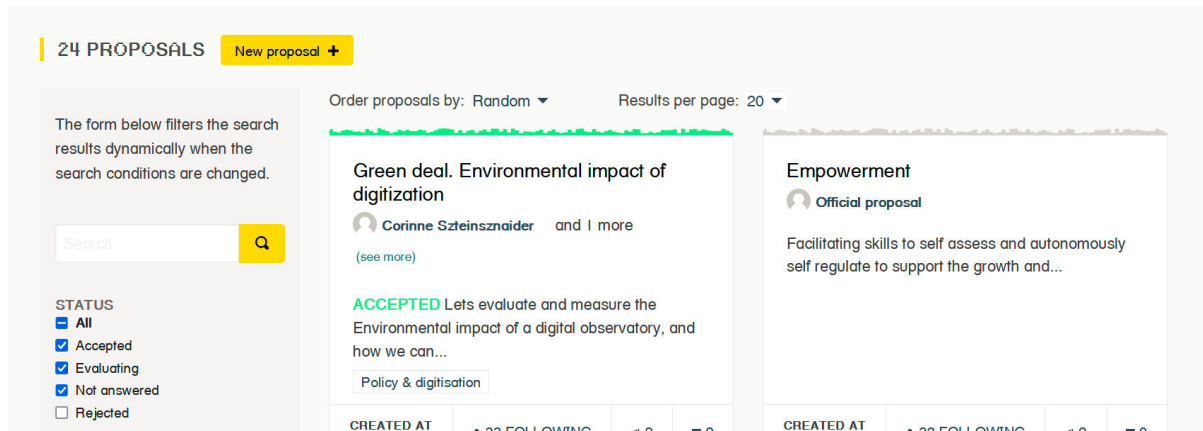 24 PROPOSALS
New proposal +
The form below filters the search
results dynamically when the
search conditions are changed.
Search
STATUS
All
Accepted
Evaluating
Not answered
Rejected
Order proposals by: Random
Results per page: 20
Green deal. Environmental impact of
digitization
Corinne Szteinsznaider and 1 more
(see more)
ACCEPTED Lets evaluate and measure the
Environmental impact of a digital observatory, and
how we can...
Policy & digitisation
CREATED AT
FOLLOWING
Empowerment
Official proposal
Facilitating skills to self assess and autonomously
self regulate to support the growth and...
CREATED AT
FOLLOWING